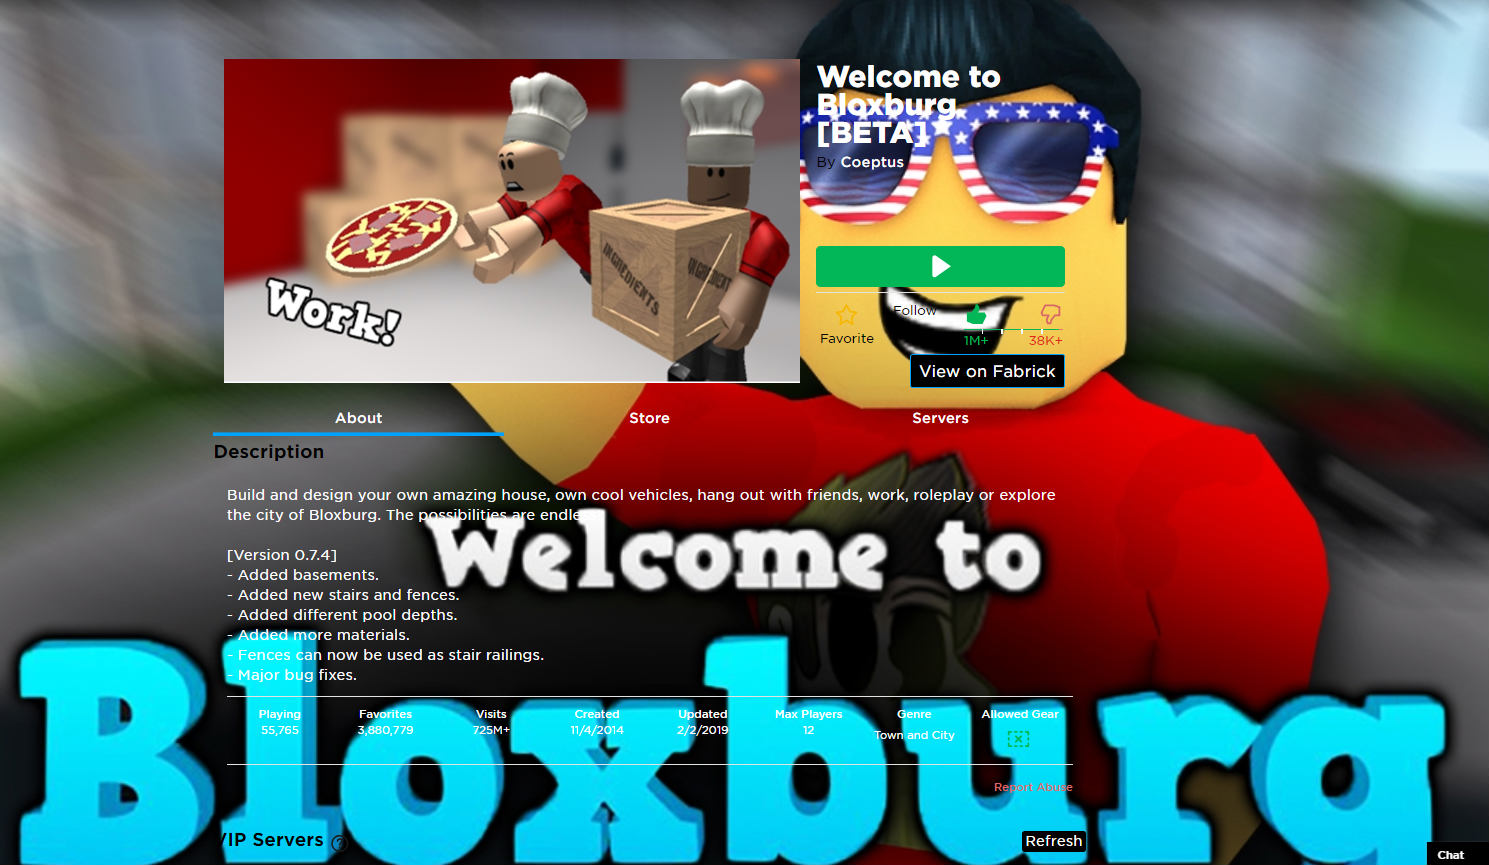 Welcome to
Bloxburg
[BETA]
By Coeptus
Work!
INGREDIENTS
INGREDIENT
Favorite
Follow
1M+
38K+
View on Fabrick
About Store Servers
Description
Build and design your own amazing house, own cool vehicles, hang out with friends, work, roleplay or explore
the city of Bloxburg. The possibilities are
Welcome to
[Version 0.7.4]
- Added basements.
- Added new stairs and fences.
- Added different pool depths.
- Added more materials.
- Fences can now be used as stair railings.
- Major bug fixes.
Bloxburg
Playing Favorites Visits Created Updated Max Players Genre Allowed Gear
55,765 3,880,779 725M+ 11/4/2014 2/2/2019 12 Town and City
Report Abuse
VIP Servers
Refresh
Chat